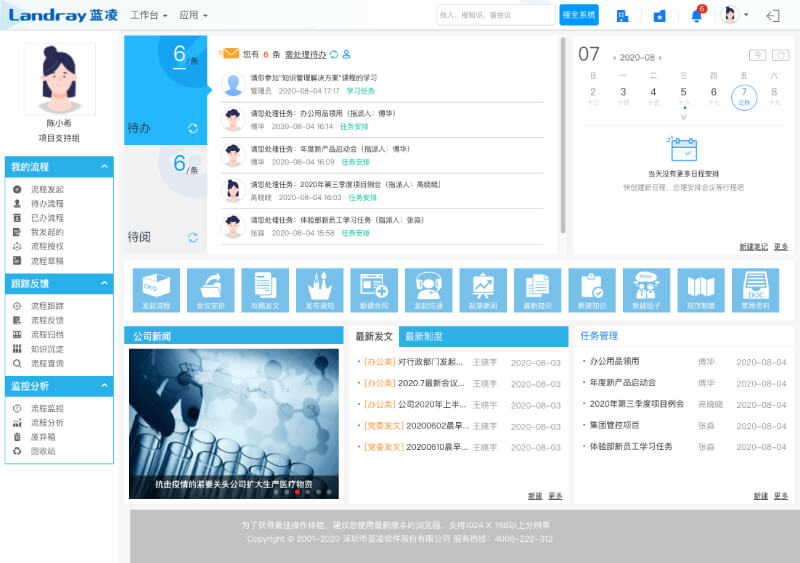 Landray 蓝凌
工作台
应用
找人、搜知识、查会议
搜全系统
6
陈小希
项目支持组
我的流程
流程发起
待办流程
已办流程
我发起的
流程授权
流程草稿
跟踪反馈
流程跟踪
流程反馈
流程归档
知识沉淀
流程查询
监控分析
流程监控
流程分析
废弃箱
回收站
6/条
待办
6/条
待阅
您有 6 条 需处理待办
请你参加"知识管理解决方案"课程的学习
管理员 2020-08-04 17:17 学习任务
请您处理任务：办公用品领用（指派人：傅华）
傅华 2020-08-04 16:14 任务安排
请您处理任务：年度新产品启动会（指派人：傅华）
傅华 2020-08-04 16:09 任务安排
请您处理任务：2020年第三季度项目例会（指派人：高晓晓）
高晓晓 2020-08-04 16:03 任务安排
请您处理任务：体验部新员工学习任务（指派人：张淼）
张淼 2020-08-04 15:58 任务安排
07
2020-08
今
日 一 二 三 四 五 六
2 3 4 5 6 7 8
十三 十四 十五 十六 十七 立秋 十九
当天没有更多日程安排
快创建新日程，合理安排会议等行程吧
新建笔记 更多
发起流程
会议安排
拟稿发文
发布通知
新建合同
发起沟通
起草新闻
最新知识
新建知识
新建帖子
规范制度
DOC
常用资料
公司新闻
抗击疫情的紧要关头公司扩大生产医疗物资
最新发文
最新制度
· [办公类] 对行政部门发起... 王晓宇 2020-08-03
· [办公类] 2020.7最新会议... 王晓宇 2020-08-03
· [办公类] 公司2020年上半... 王晓宇 2020-08-03
· [党委发文] 20200602晨早... 王晓宇 2020-08-03
· [党委发文] 20200610晨早... 王晓宇 2020-08-03
新建 更多
任务管理
· 办公用品领用 傅华 2020-08-04
· 年度新产品启动会 傅华 2020-08-04
· 2020年第三季度项目例会 高晓晓 2020-08-04
· 集团管控项目 张淼 2020-08-04
· 体验部新员工学习任务 张淼 2020-08-04
新建 更多
为了获得最佳操作体验，建议您使用最新版本的浏览器，支持1024 X 768以上分辨率
Copyright © 2001-2020 深圳市蓝凌软件股份有限公司 服务热线：4006-222-312